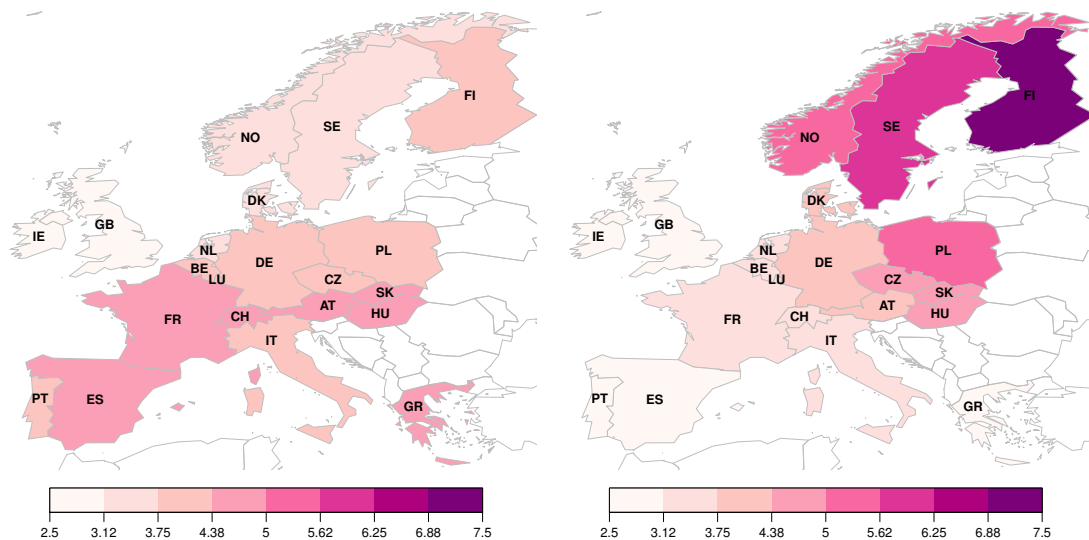 FI
NO
SE
DK
IE
GB
NL
BE
LU
DE
PL
CZ
SK
AT
HU
FR
CH
IT
PT
ES
GR
2.5 3.12 3.75 4.38 5 5.62 6.25 6.88 7.5
FI
NO
SE
DK
IE
GB
NL
BE
LU
DE
PL
CZ
SK
AT
HU
FR
CH
IT
PT
ES
GR
2.5 3.12 3.75 4.38 5 5.62 6.25 6.88 7.5